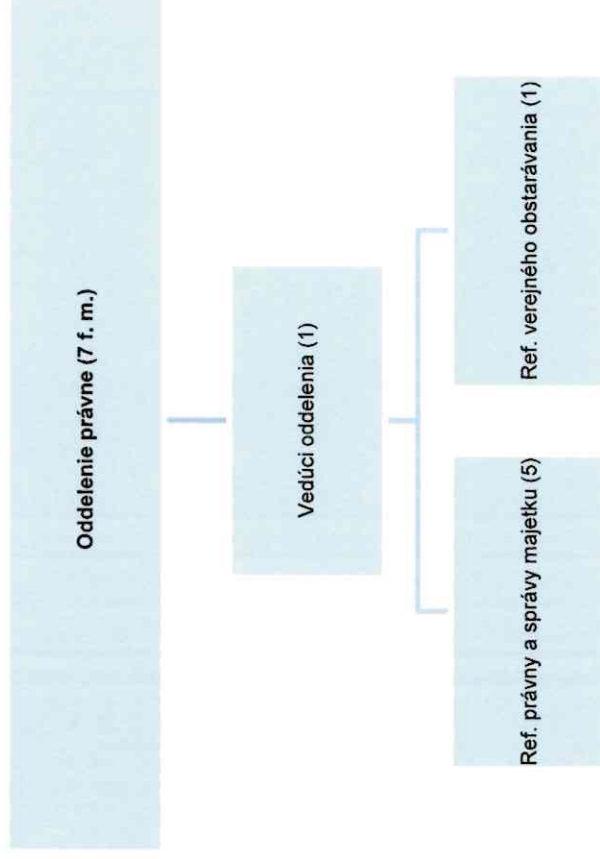 Oddelenie právne (7 f. m.)
Vedúci oddelenia (1)
Ref. právny a správy majetku (5)
Ref. verejného obstarávania (1)